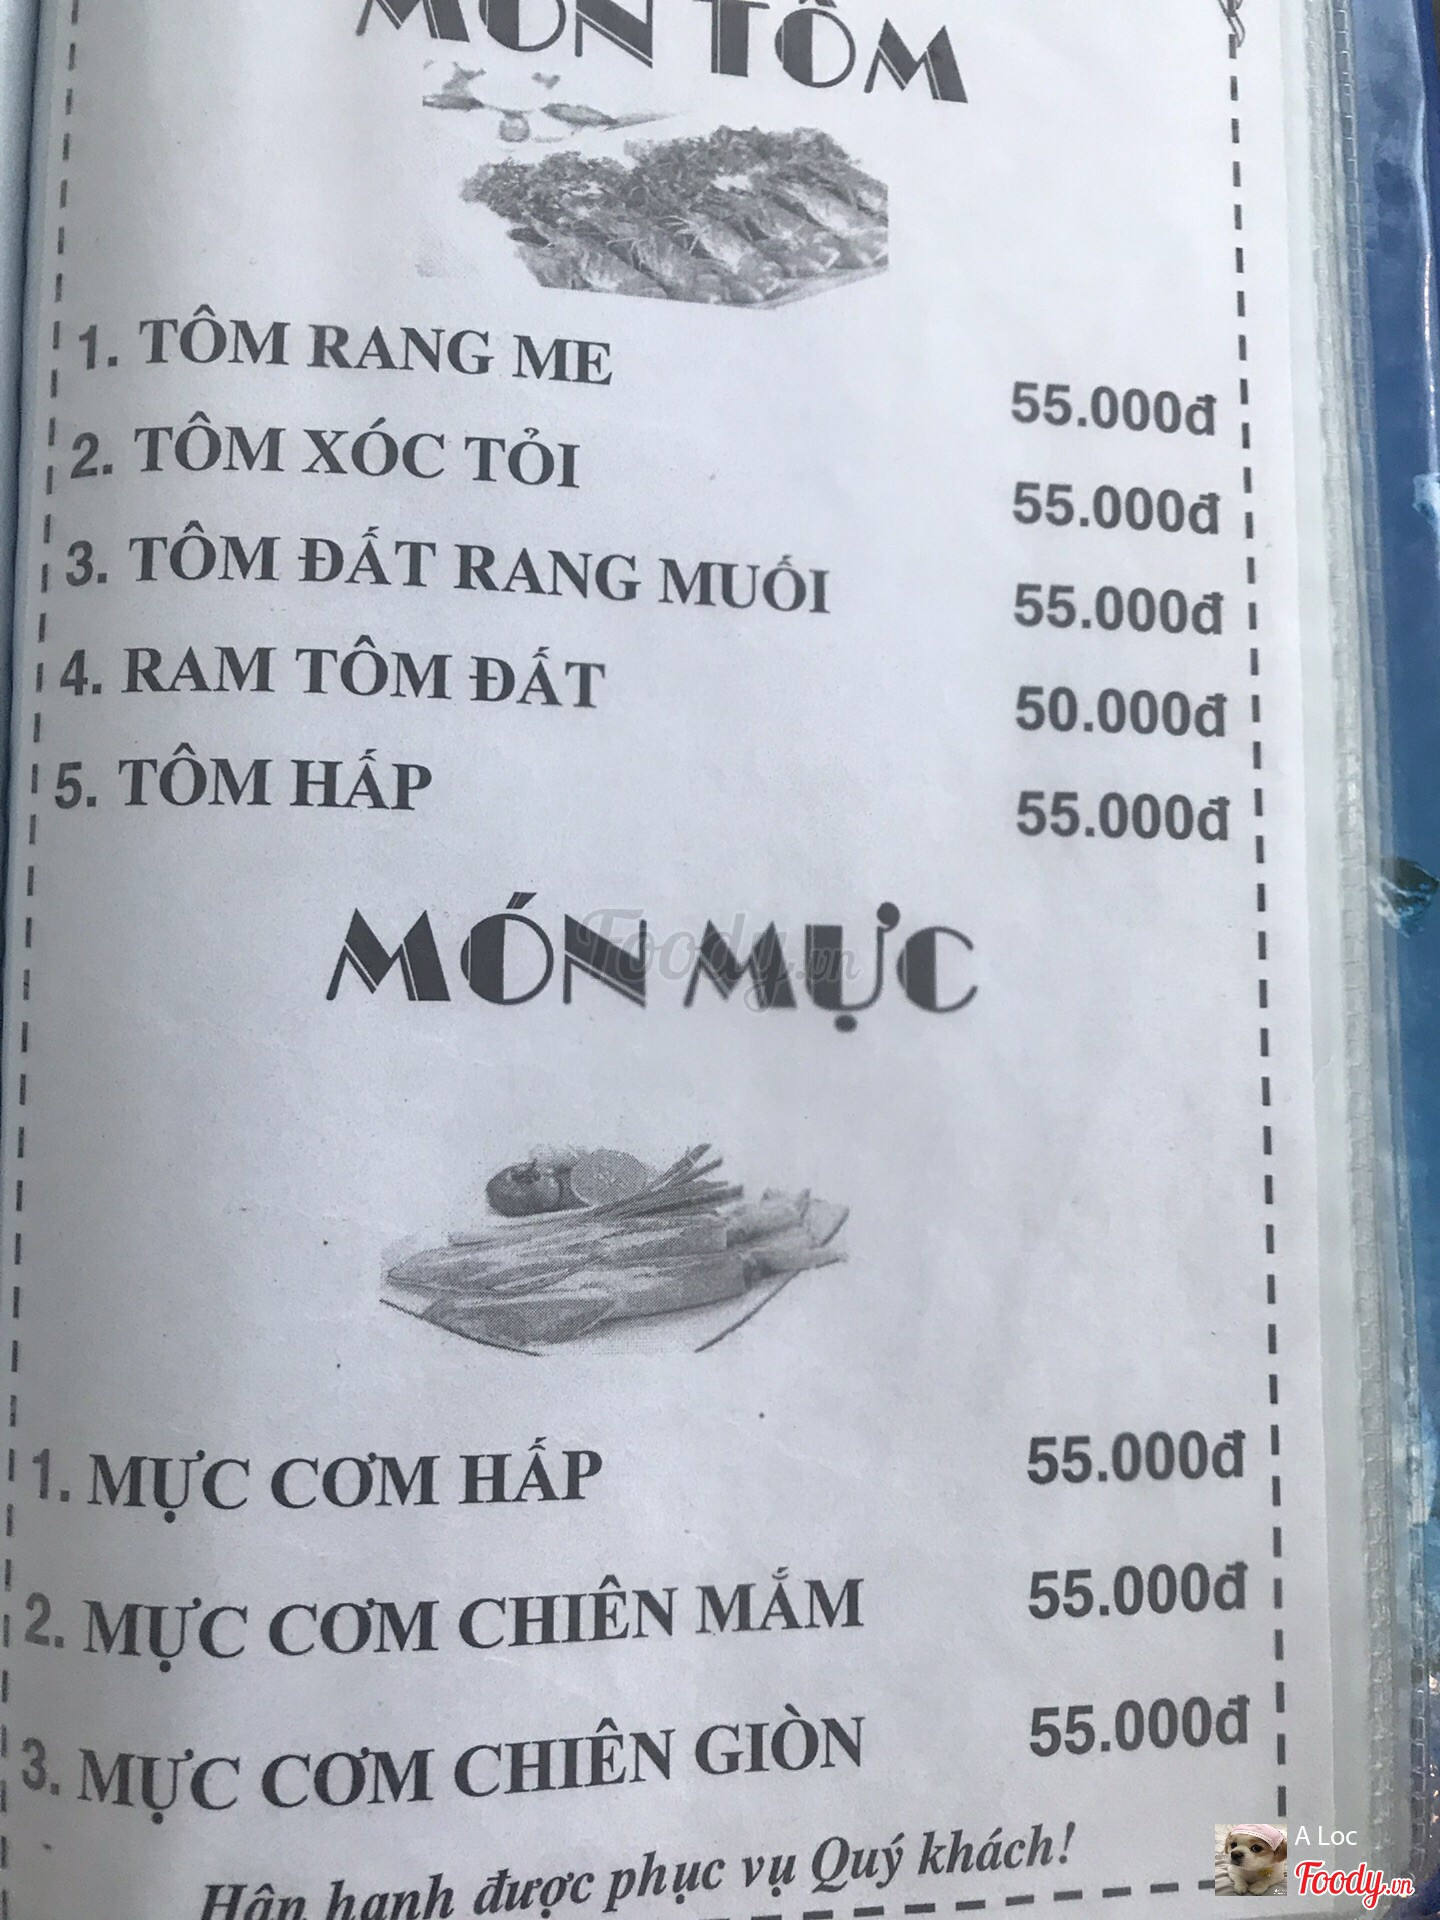 MÓN TÔM
1. TÔM RANG ME 55.000đ
2. TÔM XÓC TỎI 55.000đ
3. TÔM ĐẤT RANG MUỐI 55.000đ
4. RAM TÔM ĐẤT 50.000đ
5. TÔM HẤP 55.000đ
MÓN MỰC
Foody.vn
1. MỰC CƠM HẤP 55.000đ
2. MỰC CƠM CHIÊN MẮM 55.000đ
3. MỰC CƠM CHIÊN GIÒN 55.000đ
Hân hạnh được phục vụ Quý khách!
A Loc
Foody.vn